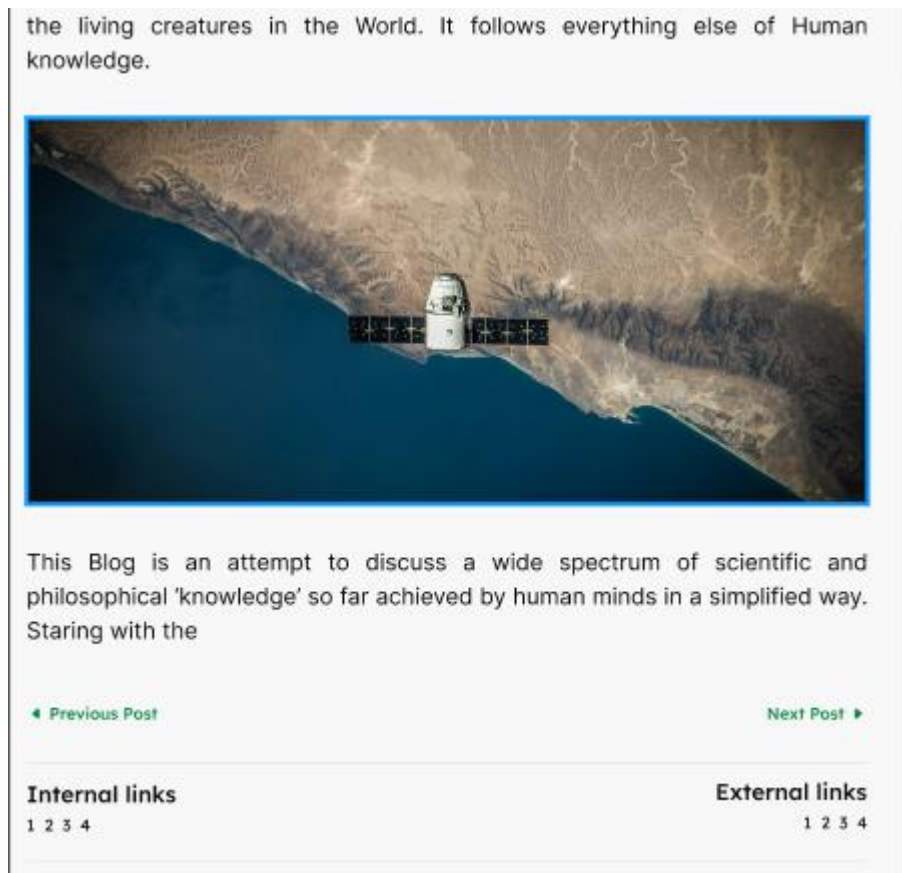 the living creatures in the World. It follows everything else of Human
knowledge.
This Blog is an attempt to discuss a wide spectrum of scientific and
philosophical 'knowledge' so far achieved by human minds in a simplified way.
Staring with the
Previous Post
Next Post
Internal links
External links
1 2 3 4
1 2 3 4